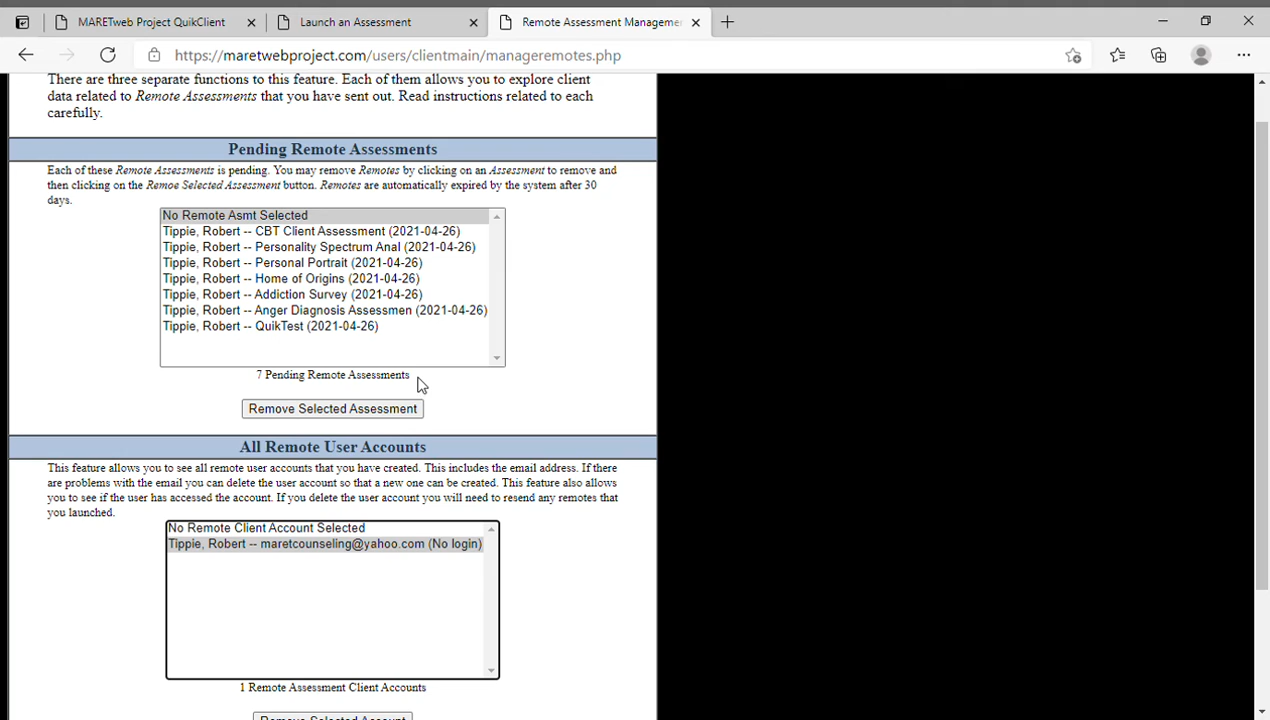 MARETweb Project QuikClient
Launch an Assessment
Remote Assessment Manageme
https://maretwebproject.com/users/clientmain/manageremotes.php
There are three separate functions to this feature. Each of them allows you to explore client
data related to Remote Assessments that you have sent out. Read instructions related to each
carefully.
Pending Remote Assessments
Each of these Remote Assessments is pending. You may remove Remotes by clicking on an Assessment to remove and
then clicking on the Remoe Selected Assessment button. Remotes are automatically expired by the system after 30
days.
No Remote Asmt Selected
Tippie, Robert -- CBT Client Assessment (2021-04-26)
Tippie, Robert -- Personality Spectrum Anal (2021-04-26)
Tippie, Robert -- Personal Portrait (2021-04-26)
Tippie, Robert -- Home of Origins (2021-04-26)
Tippie, Robert -- Addiction Survey (2021-04-26)
Tippie, Robert -- Anger Diagnosis Assessmen (2021-04-26)
Tippie, Robert -- QuikTest (2021-04-26)
7 Pending Remote Assessments
Remove Selected Assessment
All Remote User Accounts
This feature allows you to see all remote user accounts that you have created. This includes the email address. If there
are problems with the email you can delete the user account so that a new one can be created. This feature also allows
you to see if the user has accessed the account. If you delete the user account you will need to resend any remotes that
you launched.
No Remote Client Account Selected
Tippie, Robert -- maretcounseling@yahoo.com (No login)
1 Remote Assessment Client Accounts
Remove Selected Account